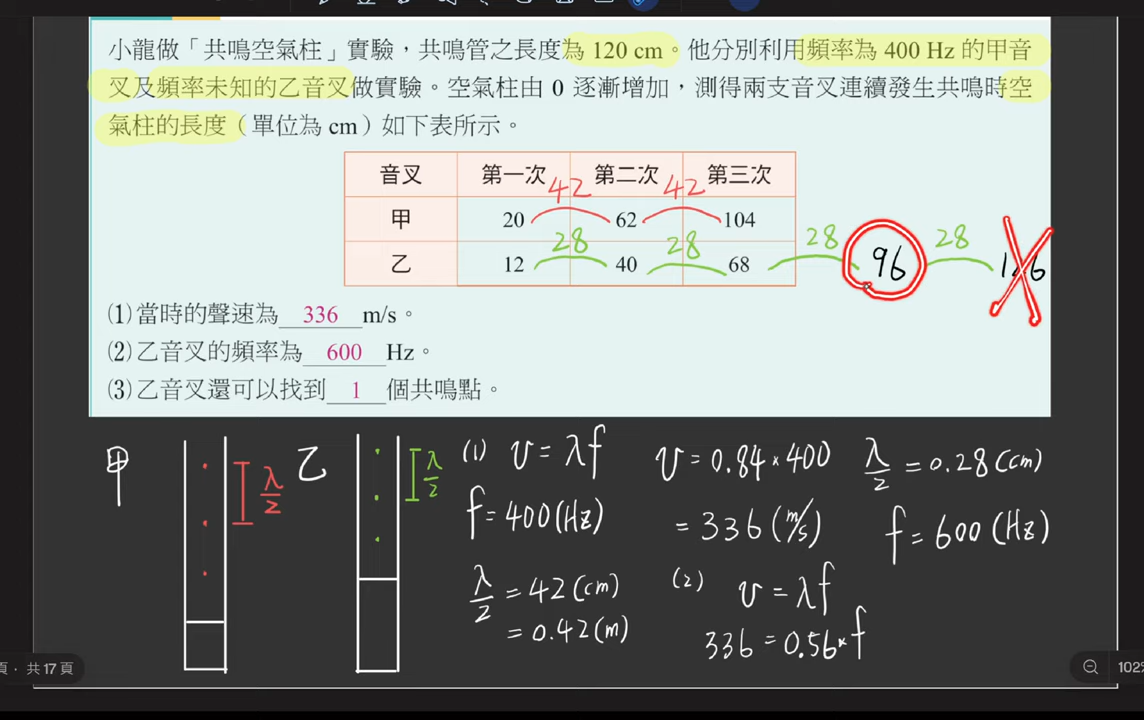 小龍做「共鳴空氣柱」實驗，共鳴管之長度為 120 cm。他分別利用頻率為 400 Hz 的甲音
叉及頻率未知的乙音叉做實驗。空氣柱由 0 逐漸增加，測得兩支音叉連續發生共鳴時空
氣柱的長度（單位為 cm）如下表所示。
音叉 第一次 第二次 第三次
42 42
甲 20 62 104
28 28 28 28
乙 12 40 68 96
(1)當時的聲速為 336 m/s。
(2)乙音叉的頻率為 600 Hz。
(3)乙音叉還可以找到 1 個共鳴點。
甲 λ/2 乙 λ/2
(1) v = λf
f = 400 (Hz)
λ/2 = 42 (cm)
= 0.42 (m)
v = 0.84 × 400
= 336 (m/s)
(2) v = λf
336 = 0.56 × f
λ/2 = 0.28 (cm)
f = 600 (Hz)
頁 · 共 17 頁
102%